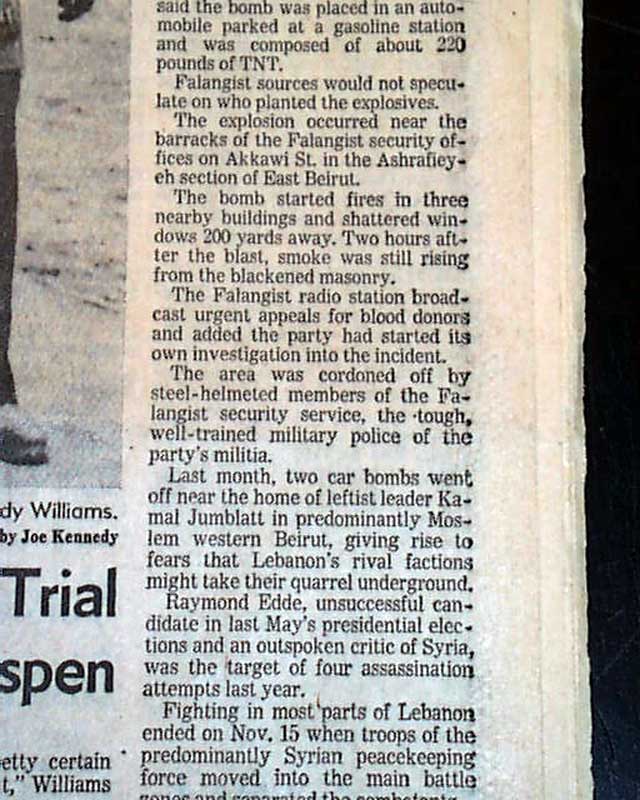 said the bomb was placed in an auto-
mobile parked at a gasoline station
and was composed of about 220
pounds of TNT.
Falangist sources would not specu-
late on who planted the explosives.
The explosion occurred near the
barracks of the Falangist security of-
fices on Akkawi St. in the Ashrafiey-
eh section of East Beirut.
The bomb started fires in three
nearby buildings and shattered win-
dows 200 yards away. Two hours aft-
ter the blast, smoke was still rising
from the blackened masonry.
The Falangist radio station broad-
cast urgent appeals for blood donors
and added the party had started its
own investigation into the incident.
The area was cordoned off by
steel-helmeted members of the Fa-
langist security service, the tough,
well-trained military police of the
party's militia.
Last month, two car bombs went
off near the home of leftist leader Ka-
mal Jumblatt in predominantly Mos-
lem western Beirut, giving rise to
fears that Lebanon's rival factions
might take their quarrel underground.
Raymond Edde, unsuccessful can-
didate in last May's presidential elec-
tions and an outspoken critic of Syria,
was the target of four assassination
attempts last year.
Fighting in most parts of Lebanon
ended on Nov. 15 when troops of the
predominantly Syrian peacekeeping
force moved into the main battle
zones and separated the combatants
dy Williams.
by Joe Kennedy
Trial
spen
etty certain
t," Williams